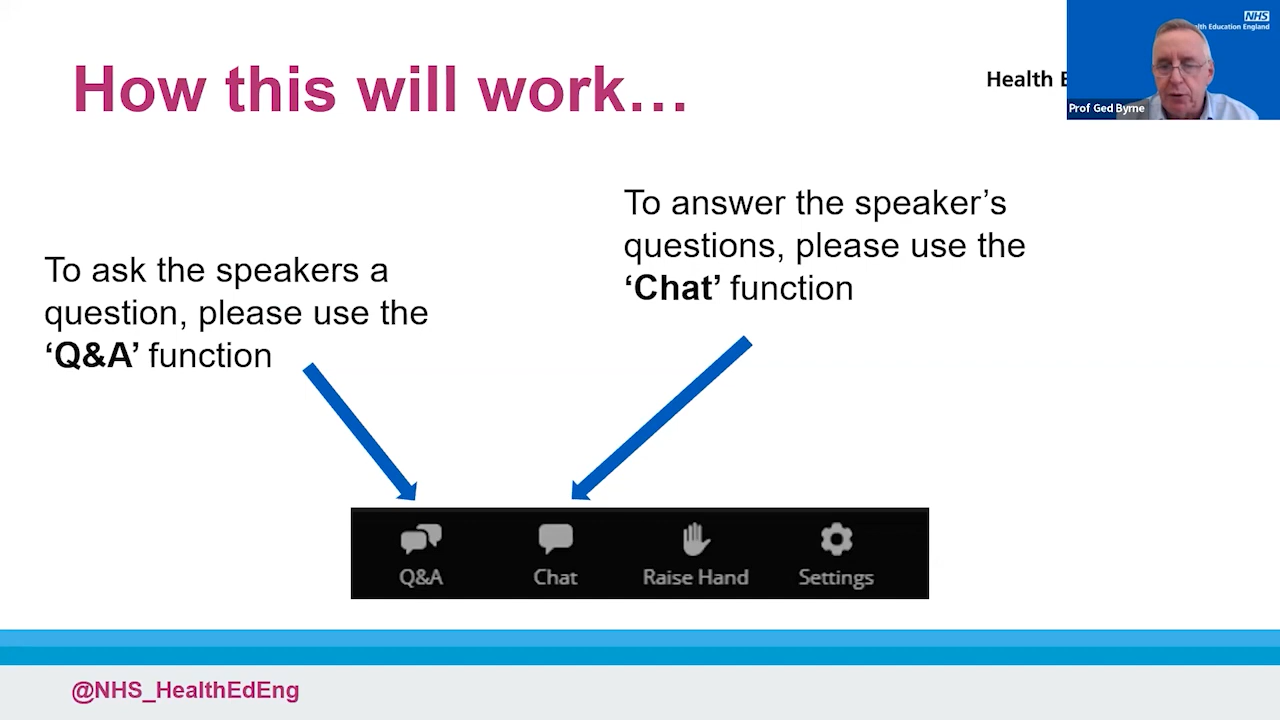 How this will work…
NHS
Health Education England
Health E
Prof Ged Byrne
To answer the speaker’s
questions, please use the
‘Chat’ function
To ask the speakers a
question, please use the
‘Q&A’ function
Q&A
Chat
Raise Hand
Settings
@NHS_HealthEdEng